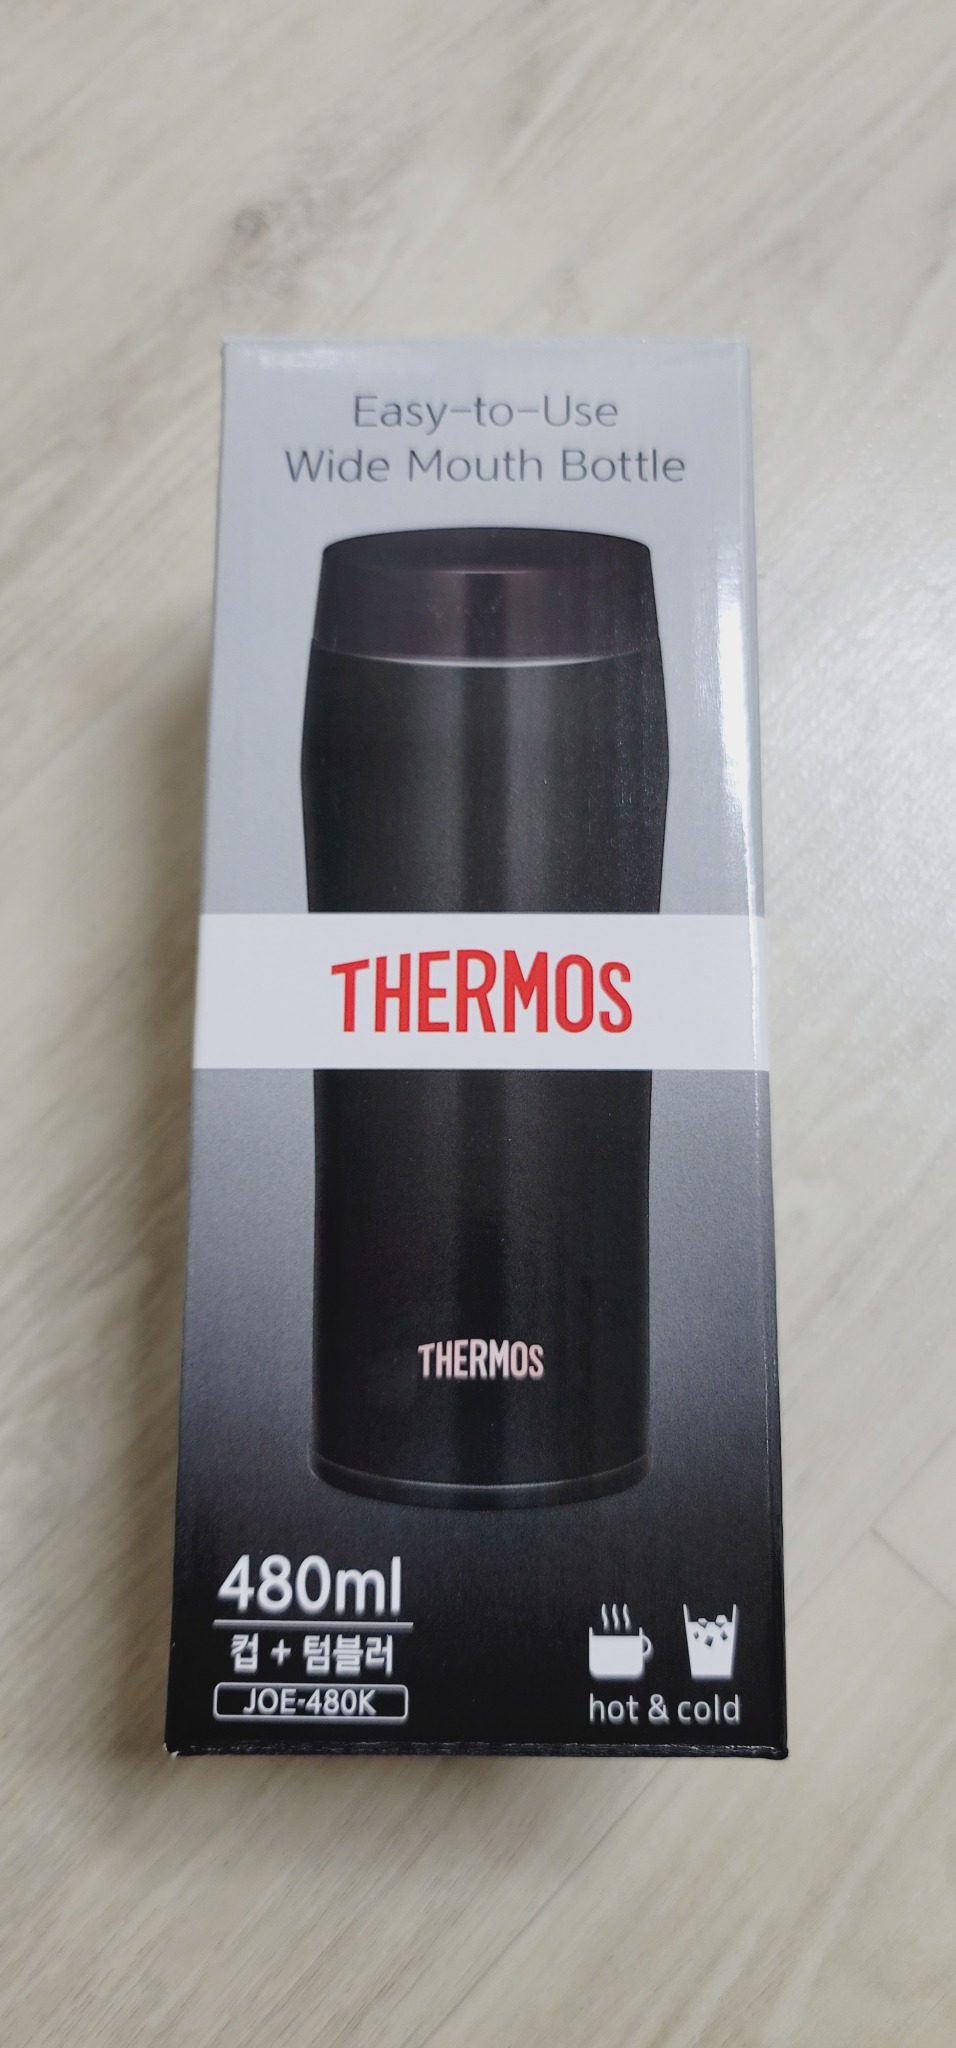 Easy-to-Use
Wide Mouth Bottle
THERMOS
THERMOS
480ml
컵 + 텀블러
JOE-480K
hot & cold